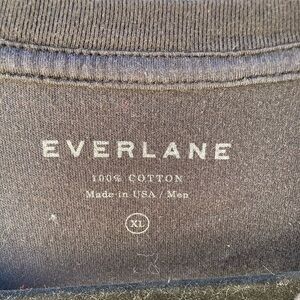 EVERLANE
100% COTTON
Made in USA / Men
XL